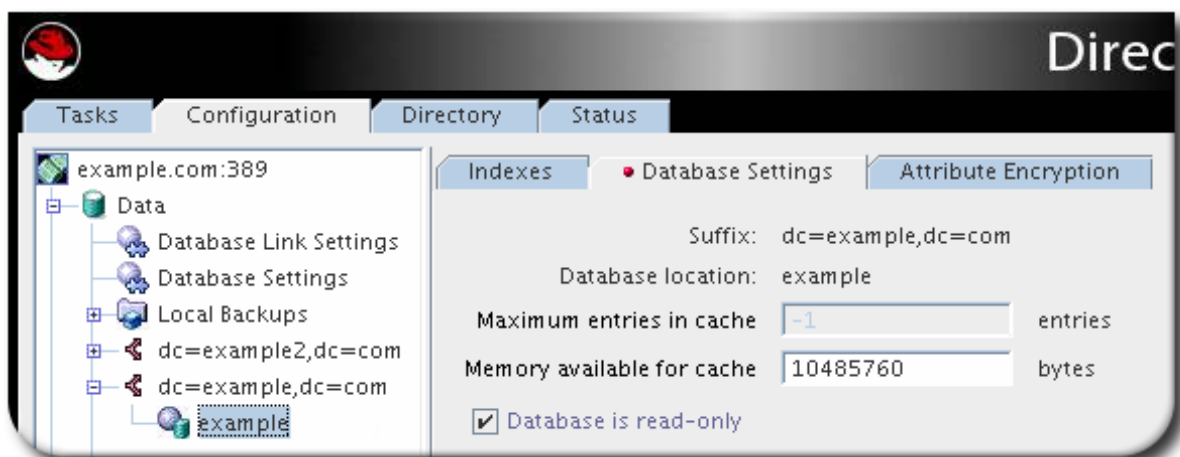 Direc
Tasks Configuration Directory Status
example.com:389
Data
Database Link Settings
Database Settings
Local Backups
dc=example2,dc=com
dc=example,dc=com
example
Indexes Database Settings Attribute Encryption
Suffix: dc=example,dc=com
Database location: example
Maximum entries in cache -1 entries
Memory available for cache 10485760 bytes
Database is read-only